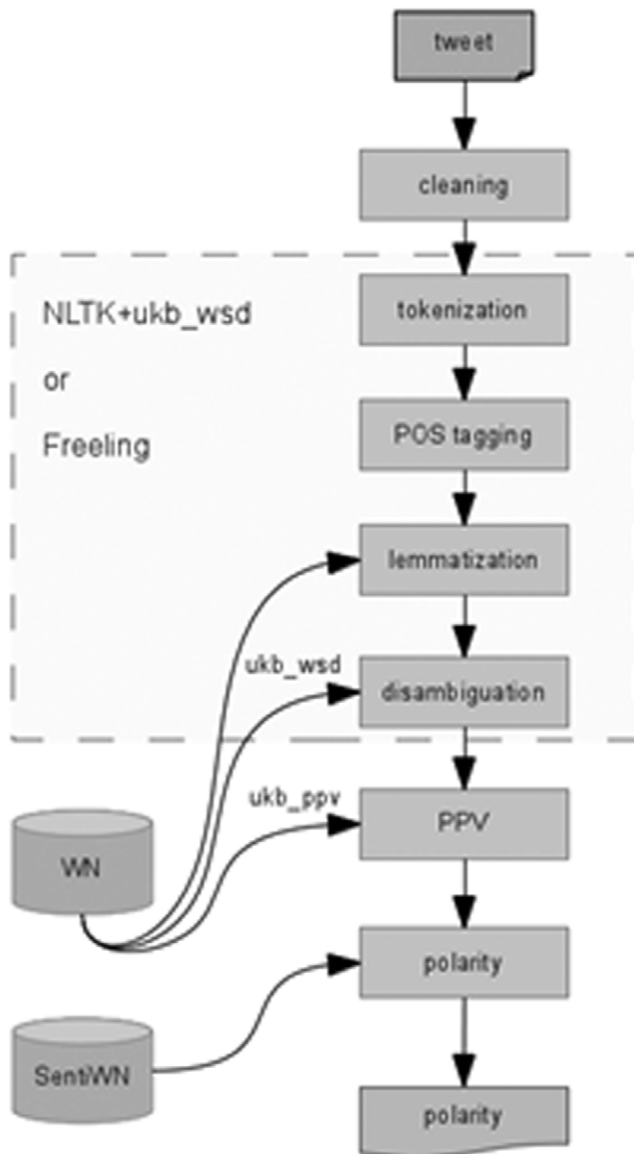 tweet
cleaning
NLTK+ukb_wsd
or
Freeling
tokenization
POS tagging
lemmatization
ukb_wsd
disambiguation
ukb_ppv
PPV
WN
polarity
SentiWN
polarity